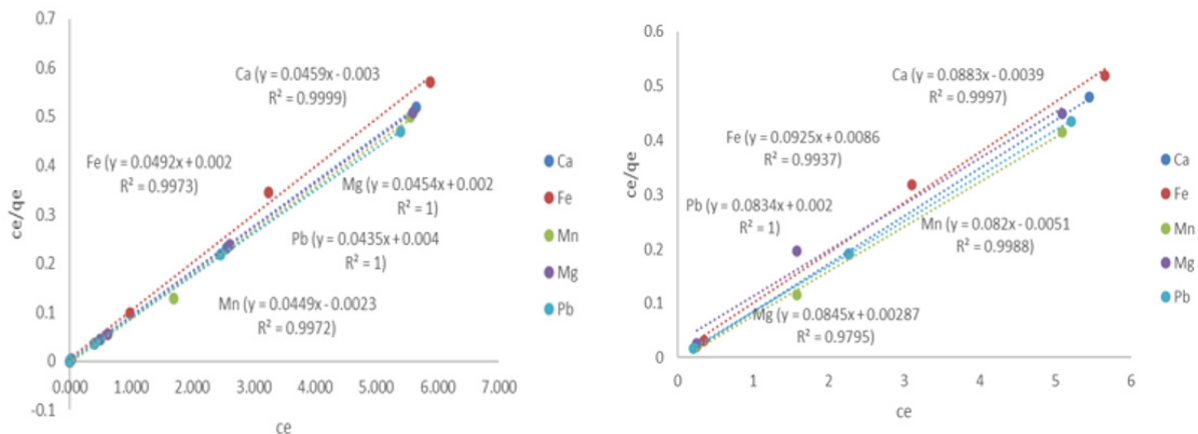 0.7
0.6
0.5
0.4
0.3
0.2
0.1
0
-0.1
ce/qe
Ca (y = 0.0459x - 0.003
R² = 0.9999)
Fe (y = 0.0492x + 0.002
R² = 0.9973)
Mg (y = 0.0454x + 0.002
R² = 1)
Pb (y = 0.0435x + 0.004
R² = 1)
Mn (y = 0.0449x - 0.0023
R² = 0.9972)
0.000 1.000 2.000 3.000 4.000 5.000 6.000 7.000
ce
Ca
Fe
Mn
Mg
Pb
0.6
0.5
0.4
0.3
0.2
0.1
0
ce/qe
Ca (y = 0.0883x - 0.0039
R² = 0.9997)
Fe (y = 0.0925x + 0.0086
R² = 0.9937)
Pb (y = 0.0834x + 0.002
R² = 1)
Mn (y = 0.082x - 0.0051
R² = 0.9988)
Mg (y = 0.0845x + 0.00287
R² = 0.9795)
0 1 2 3 4 5 6
ce
Ca
Fe
Mn
Mg
Pb